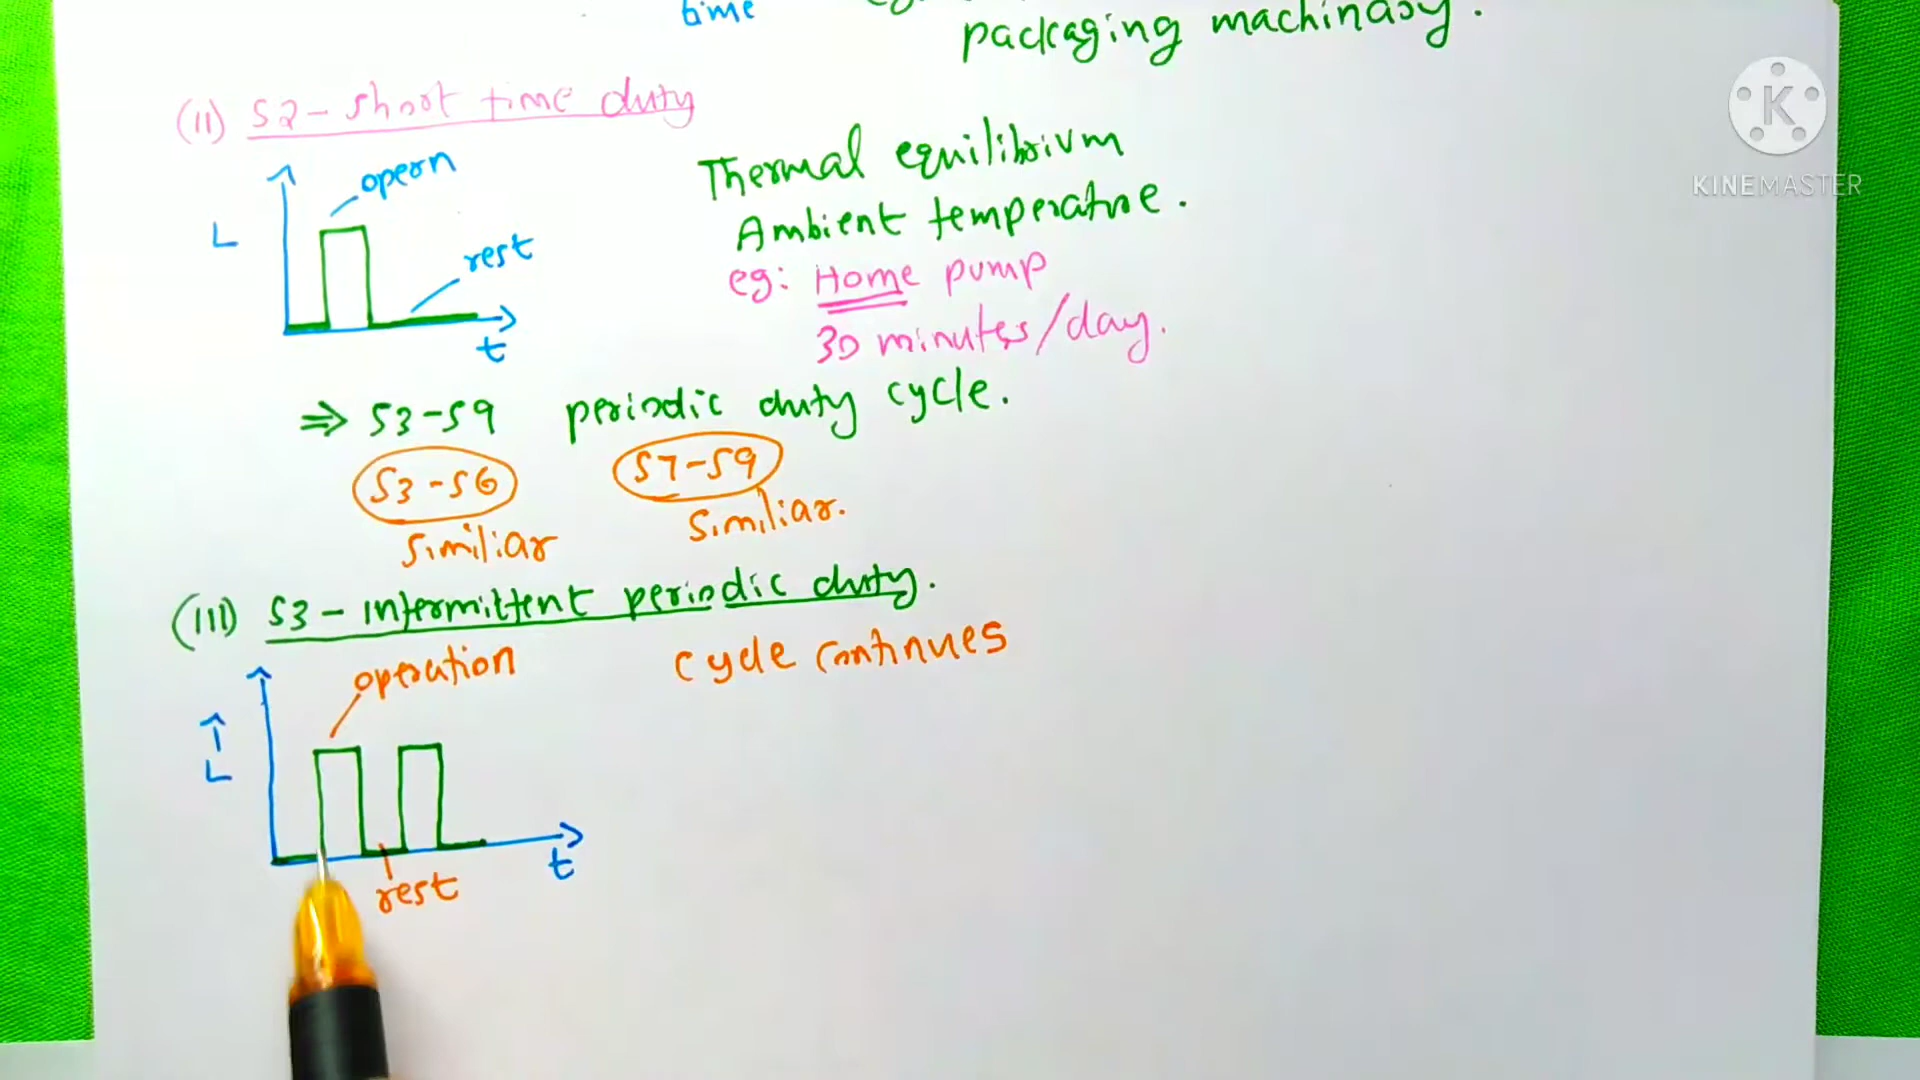 time
packaging machinary.
KINEMASTER
(II) S2 - Short time duty
opern
L
rest
t
Thermal equilibrium
Ambient temperature.
eg: Home pump
30 minutes/day.
⇒ S3-S9 periodic duty cycle.
S3-S6
similiar
S7-S9
Similiar.
(III) S3 - intermittent periodic duty.
operation
cycle continues
L
rest
t